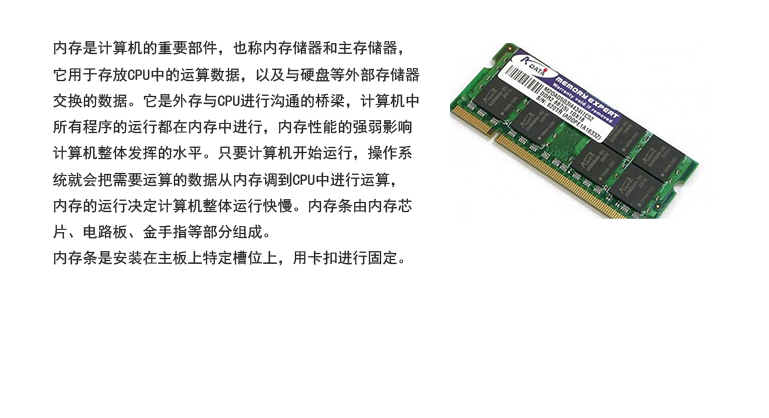 内存是计算机的重要部件，也称内存储器和主存储器，
它用于存放CPU中的运算数据，以及与硬盘等外部存储器
交换的数据。它是外存与CPU进行沟通的桥梁，计算机中
所有程序的运行都在内存中进行，内存性能的强弱影响
计算机整体发挥的水平。只要计算机开始运行，操作系
统就会把需要运算的数据从内存调到CPU中进行运算，
内存的运行决定计算机整体运行快慢。内存条由内存芯
片、电路板、金手指等部分组成。
内存条是安装在主板上特定槽位上，用卡扣进行固定。
A-DATA
MEMORY EXPERT
Warranty void if removed